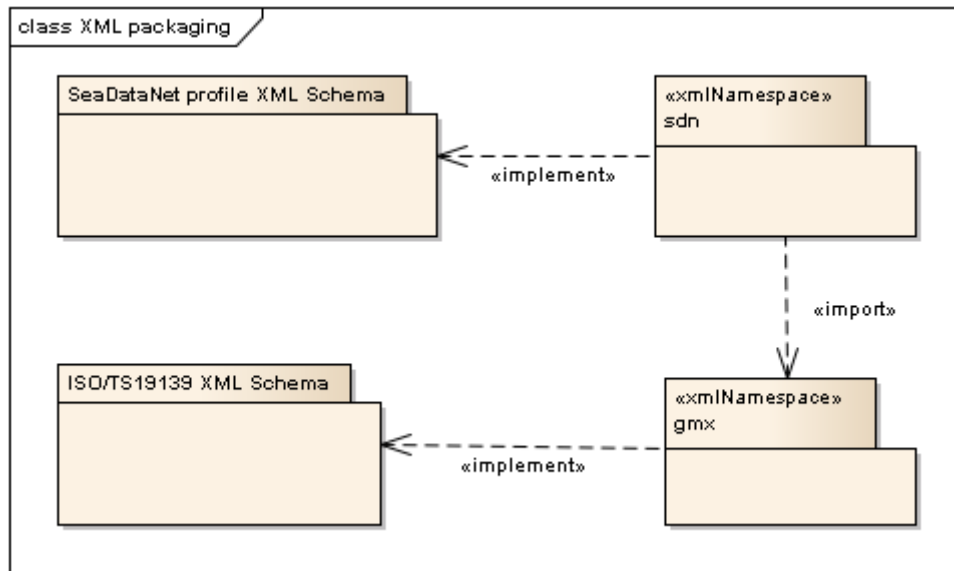 class XML packaging
SeaDataNet profile XML Schema
«xmlNamespace»
sdn
«implement»
«import»
ISO/TS19139 XML Schema
«xmlNamespace»
gmx
«implement»